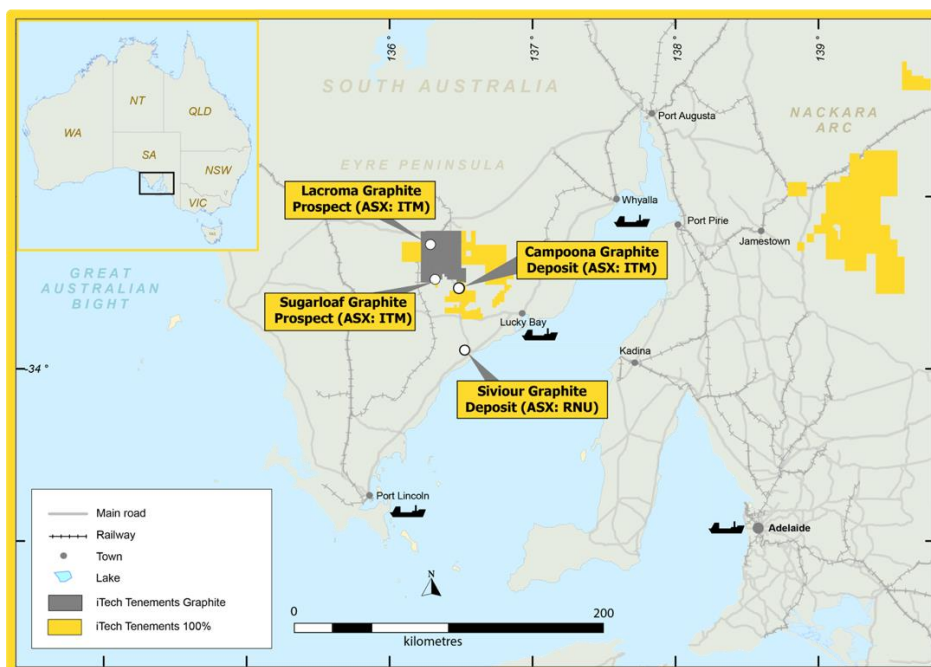 136 °
137 °
138 °
139 °
NT
QLD
WA
SA
NSW
VIC
TAS
SOUTH AUSTRALIA
NACKARA
ARC
Port Augusta
EYRE PENINSULA
Lacroma Graphite
Prospect (ASX: ITM)
Whyalla
Port Pirie
Jamestown
Campoona Graphite
Deposit (ASX: ITM)
GREAT
AUSTRALIAN
BIGHT
Sugarloaf Graphite
Prospect (ASX: ITM)
Lucky Bay
Kadina
-34 °
Siviour Graphite
Deposit (ASX: RNU)
Port Lincoln
Adelaide
Main road
Railway
Town
Lake
iTech Tenements Graphite
iTech Tenements 100%
N
0
200
kilometres